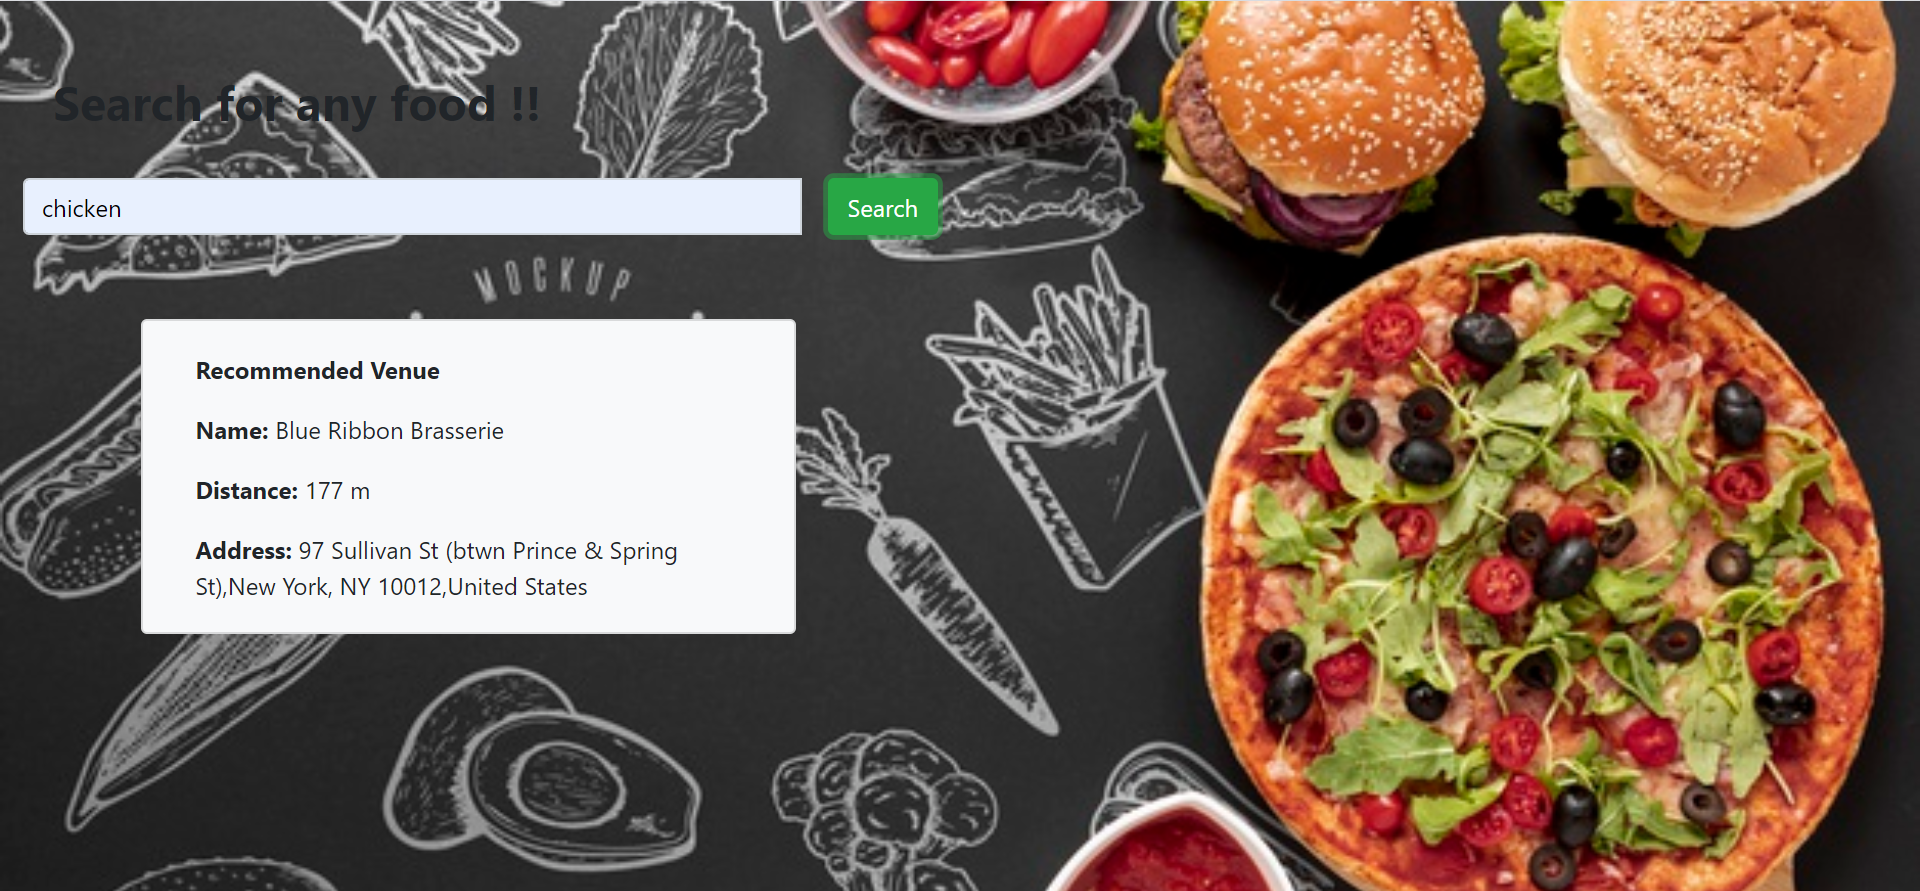 Search for any food !!
chicken
Search
MOCKUP
Recommended Venue
Name: Blue Ribbon Brasserie
Distance: 177 m
Address: 97 Sullivan St (btwn Prince & Spring
St),New York, NY 10012,United States